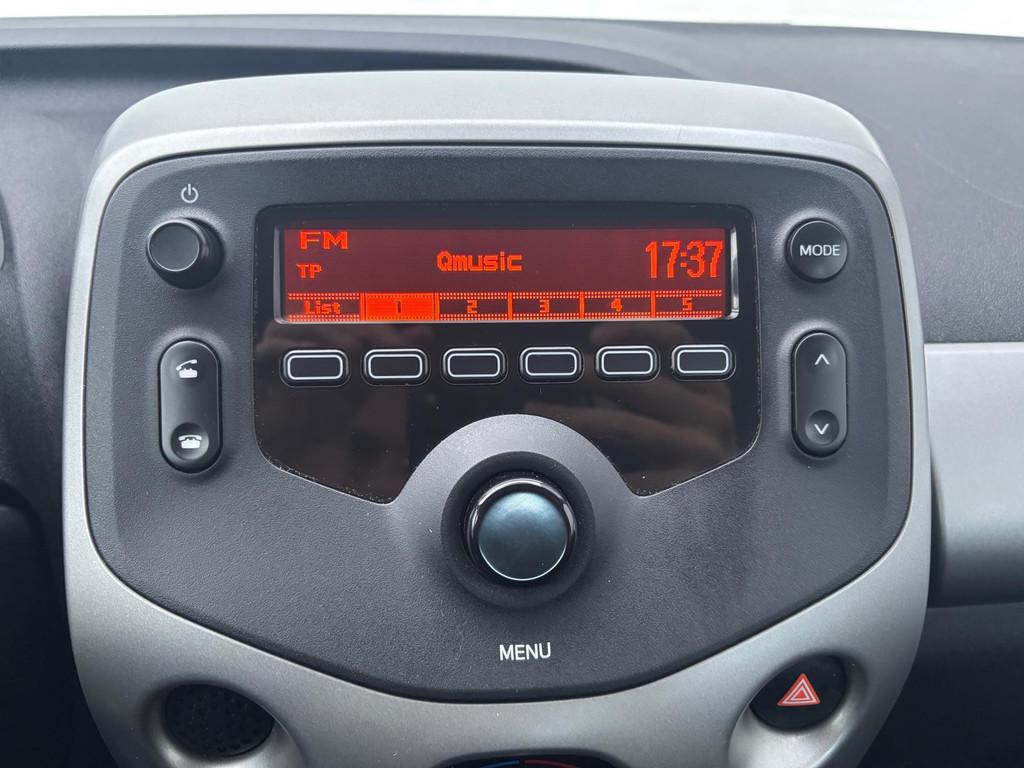 FM
TP
Qmusic
17:37
List 1 2 3 4 5
MODE
MENU